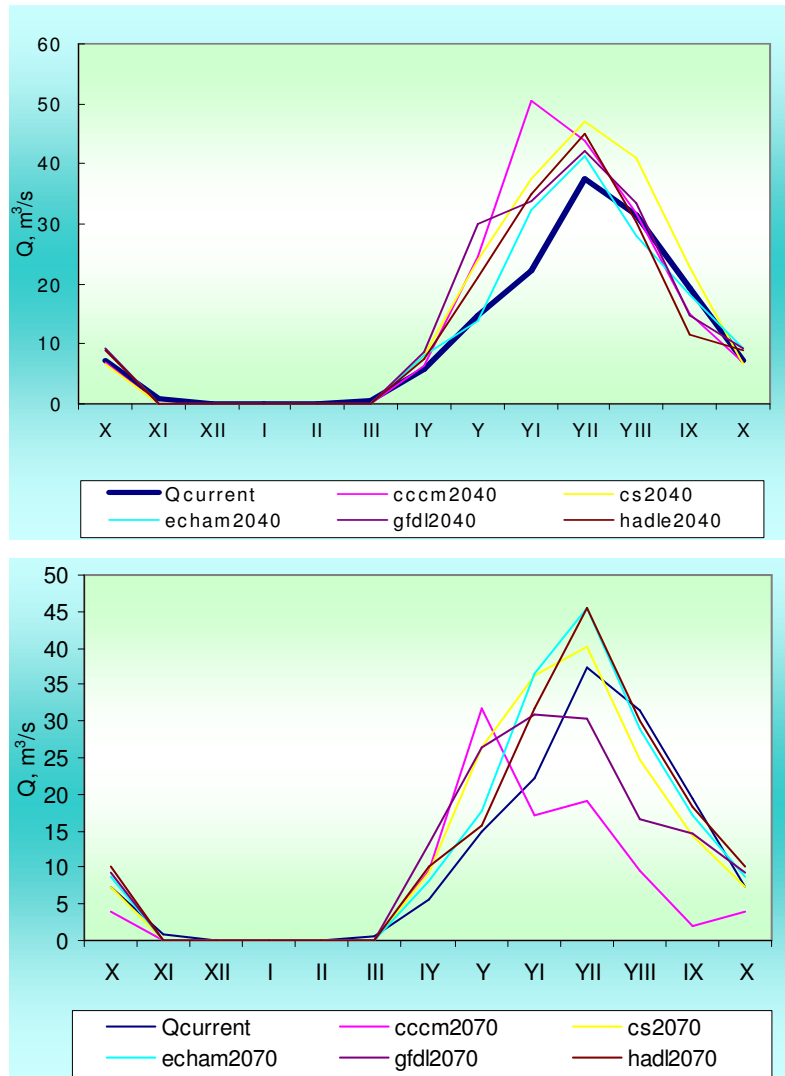 60
50
40
30
20
10
0
Q, m³/s
X XI XII I II III IY Y YI YII YIII IX X
Qcurrent cccm2040 cs2040
echam2040 gfdl2040 hadle2040
50
45
40
35
30
25
20
15
10
5
0
Q, m³/s
X XI XII I II III IY Y YI YII YIII IX X
Qcurrent cccm2070 cs2070
echam2070 gfdl2070 hadl2070